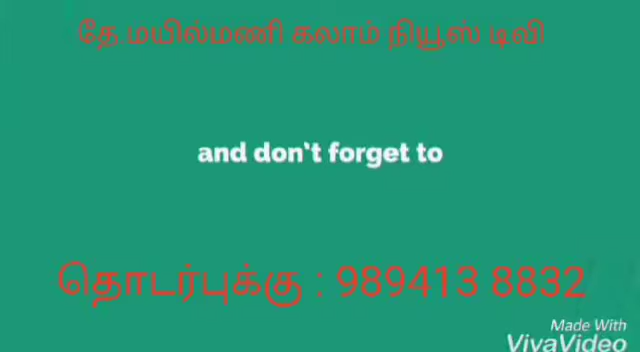 தே.மயில்மணி கலாம் நியூஸ் டிவி
and don't forget to
தொடர்புக்கு : 989413 8832
Made With
VivaVideo